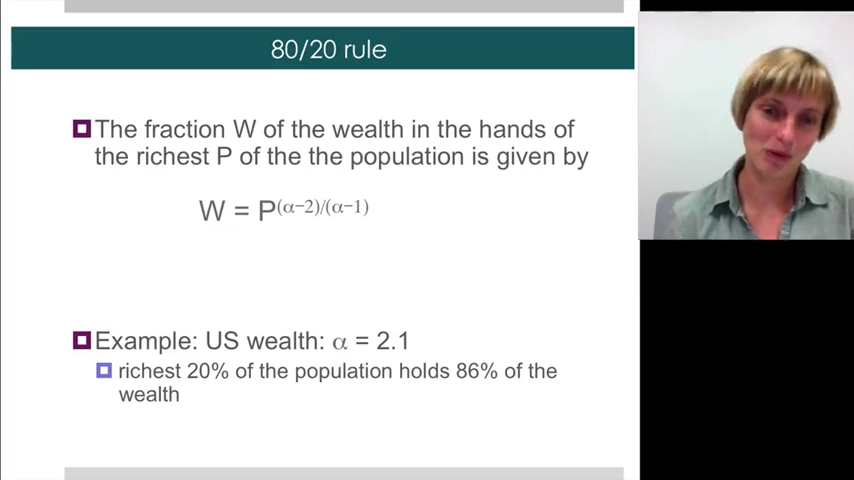 80/20 rule
The fraction W of the wealth in the hands of
the richest P of the the population is given by
W = P^(α−2)/(α−1)
Example: US wealth: α = 2.1
richest 20% of the population holds 86% of the
wealth